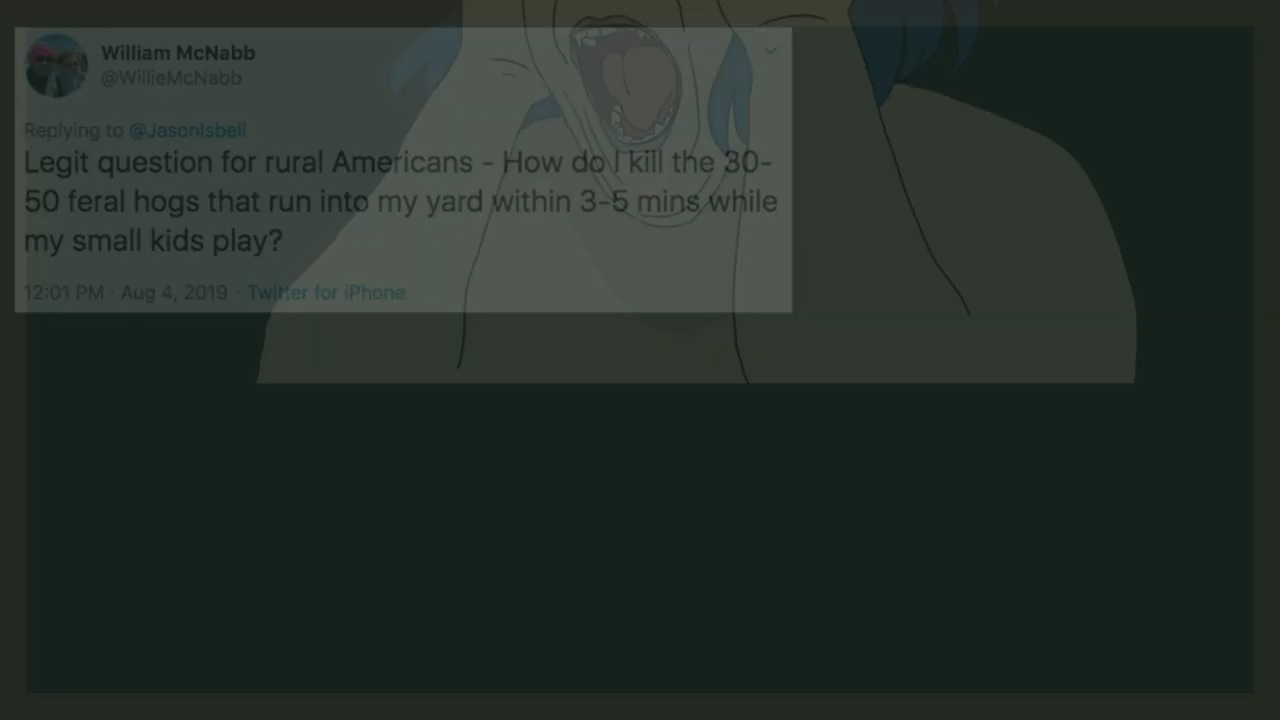 William McNabb
@WillieMcNabb
Replying to @JasonIsbell
Legit question for rural Americans - How do I kill the 30-
50 feral hogs that run into my yard within 3-5 mins while
my small kids play?
12:01 PM · Aug 4, 2019 · Twitter for iPhone